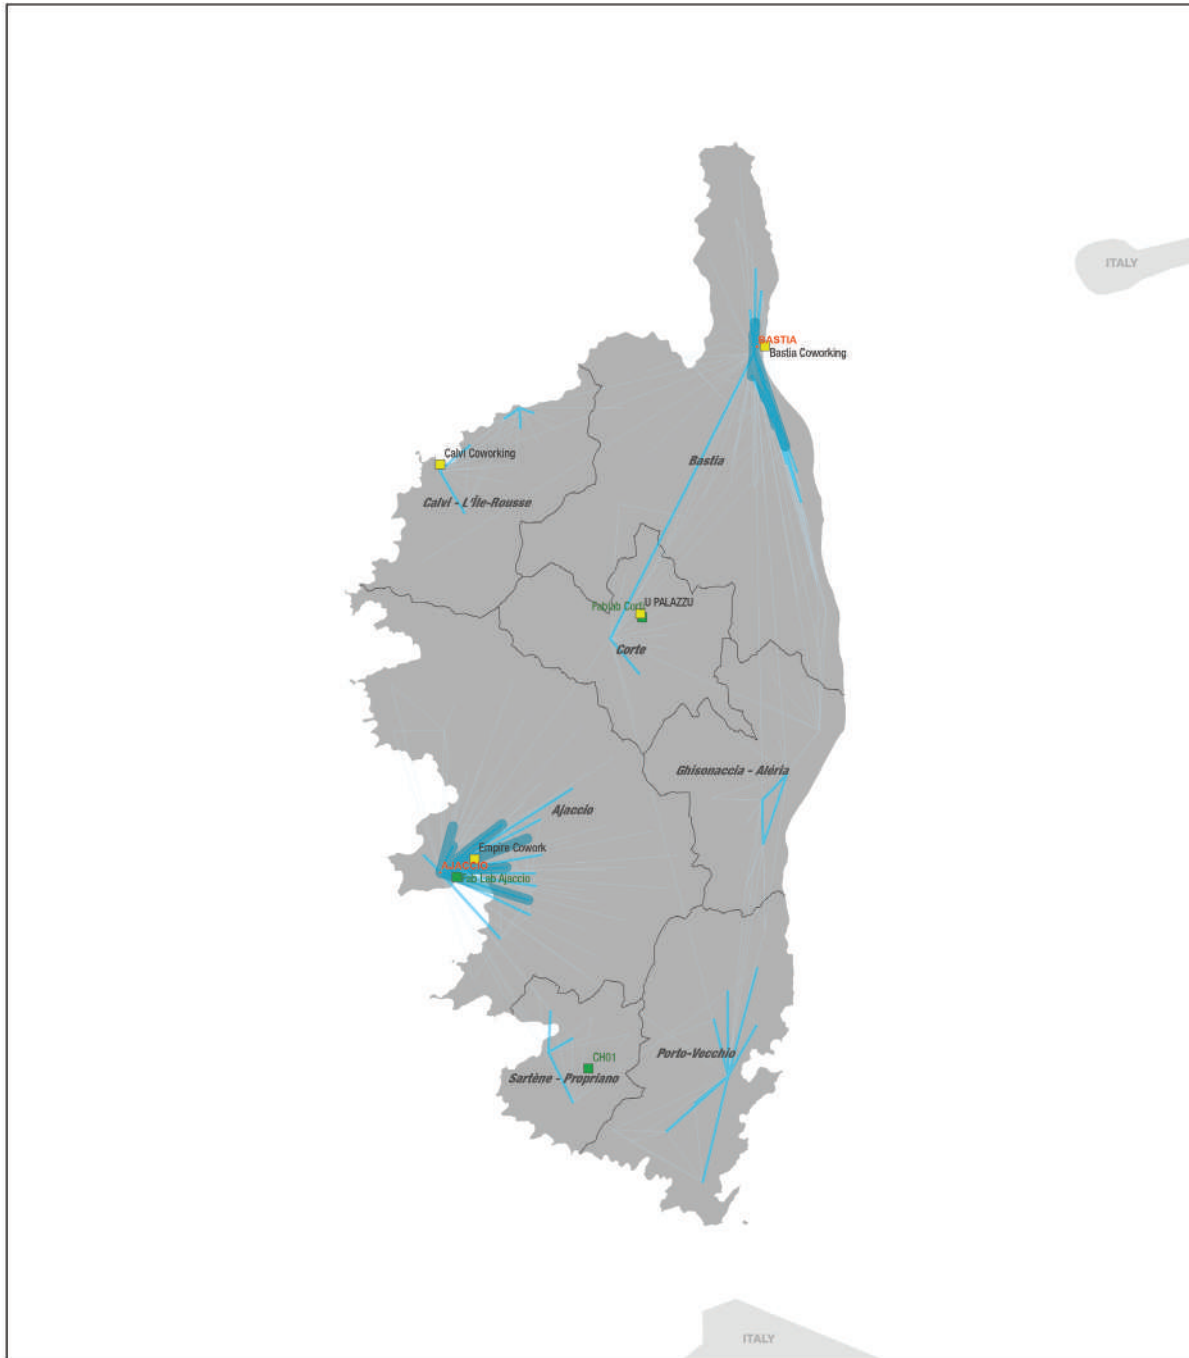 ITALY
BASTIA
Bastia Coworking
Calvi Coworking
Bastia
Calvi - L'Île-Rousse
Fablab Corte
U PALAZZU
Corte
Ghisonaccia - Aléria
Ajaccio
Empire Cowork
AJACCIO
Fab Lab Ajaccio
CH01
Porto-Vecchio
Sartène - Propriano
ITALY